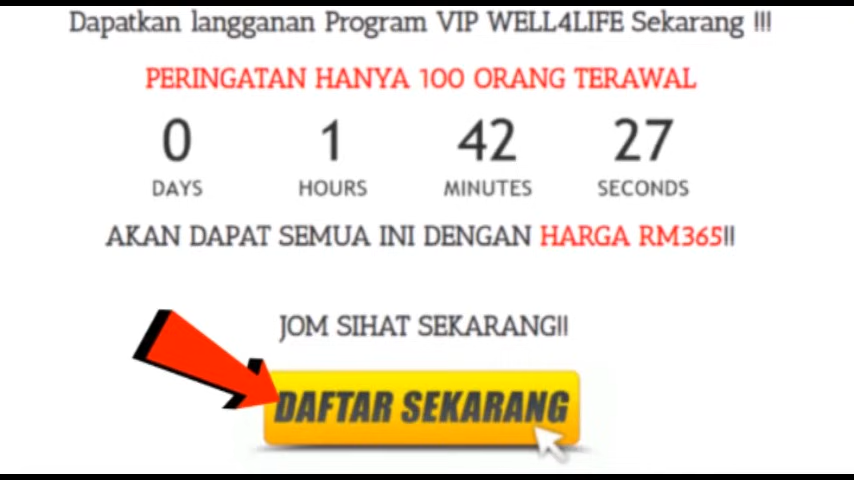 Dapatkan langganan Program VIP WELL4LIFE Sekarang !!!
PERINGATAN HANYA 100 ORANG TERAWAL
0 1 42 27
DAYS HOURS MINUTES SECONDS
AKAN DAPAT SEMUA INI DENGAN HARGA RM365!!
JOM SIHAT SEKARANG!!
DAFTAR SEKARANG